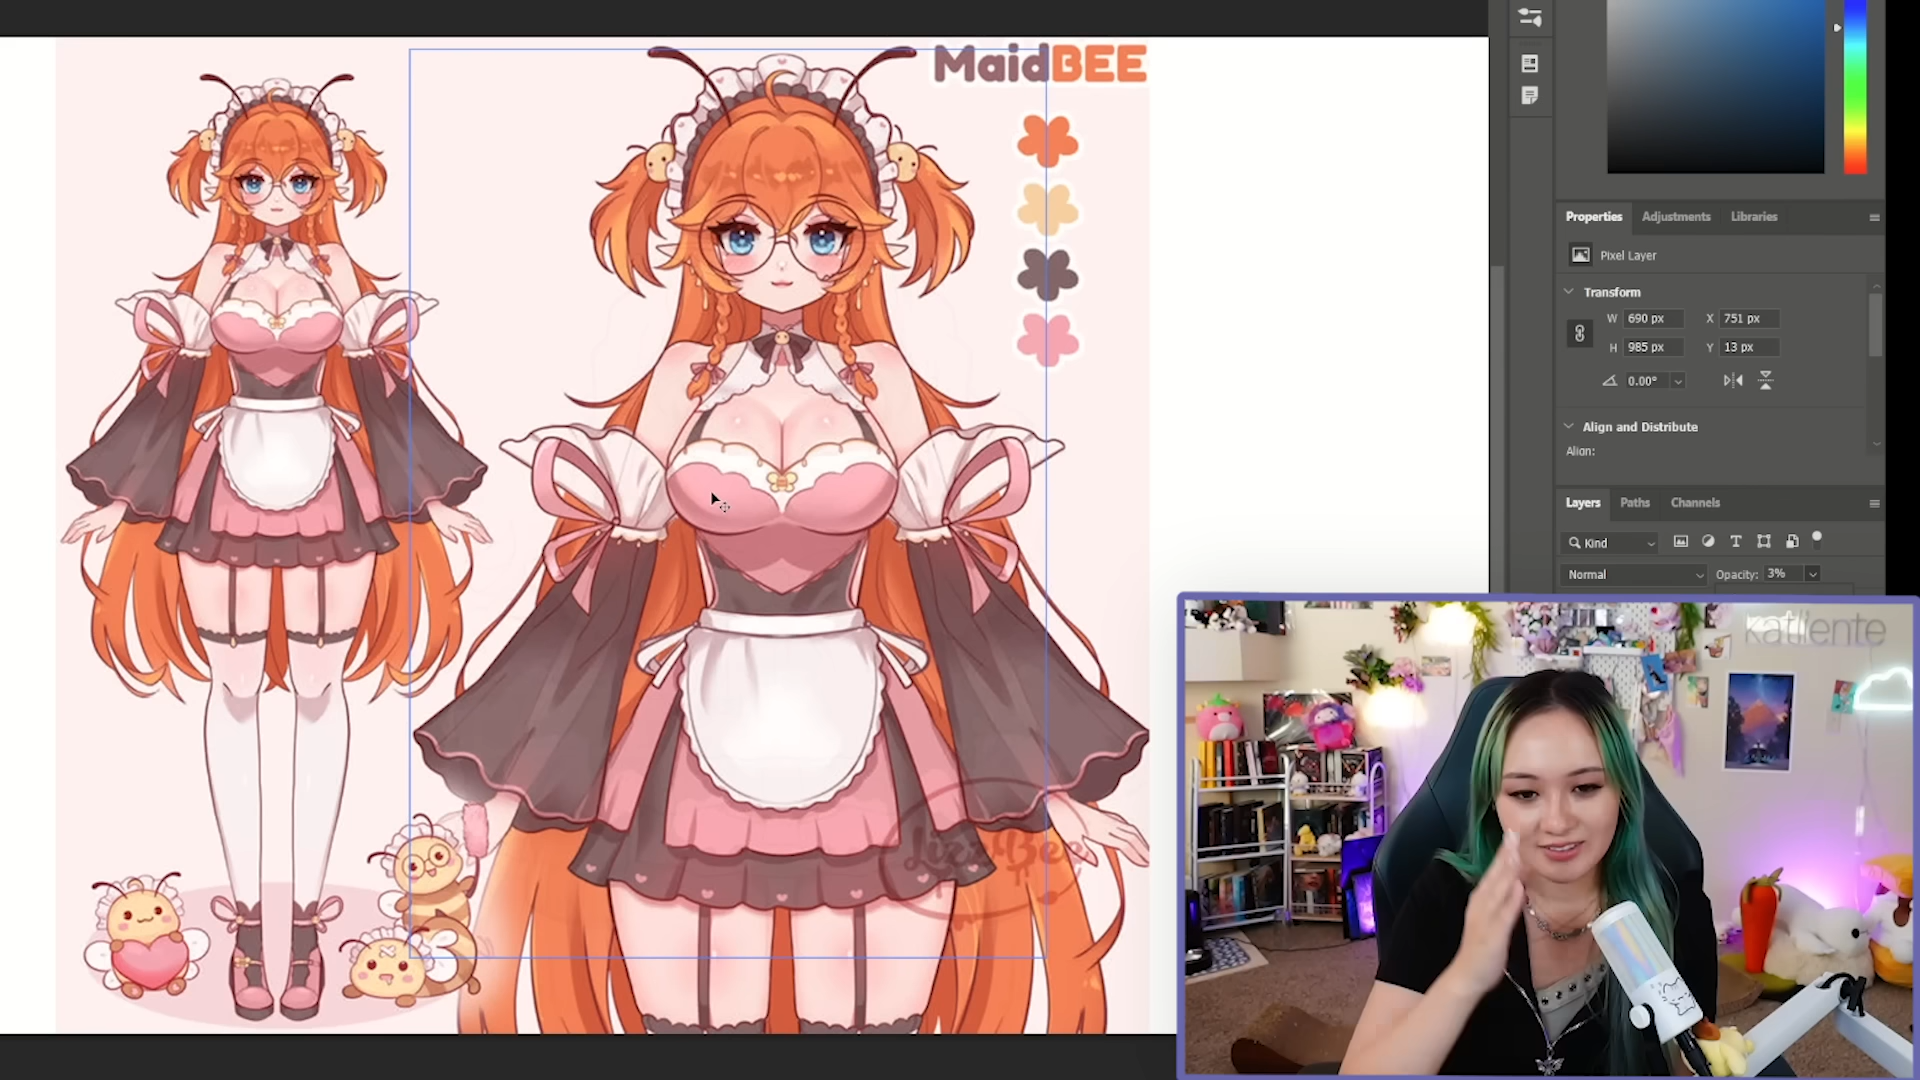 MaidBEE
LizzBee
Properties Adjustments Libraries
Pixel Layer
Transform
W 690 px X 751 px
H 985 px Y 13 px
0.00°
Align and Distribute
Align:
Layers Paths Channels
Kind
Normal Opacity: 3%
katliente